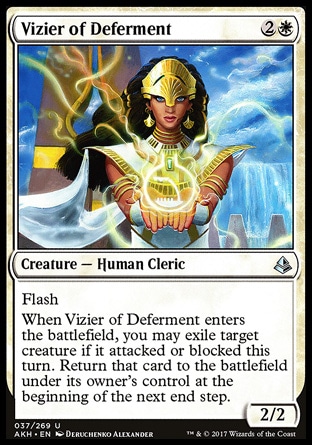 Vizier of Deferment 2
Creature — Human Cleric
Flash
When Vizier of Deferment enters
the battlefield, you may exile target
creature if it attacked or blocked this
turn. Return that card to the battlefield
under its owner's control at the
beginning of the next end step.
2/2
037/269 U
AKH • EN Deruchenko Alexander
™ & © 2017 Wizards of the Coast